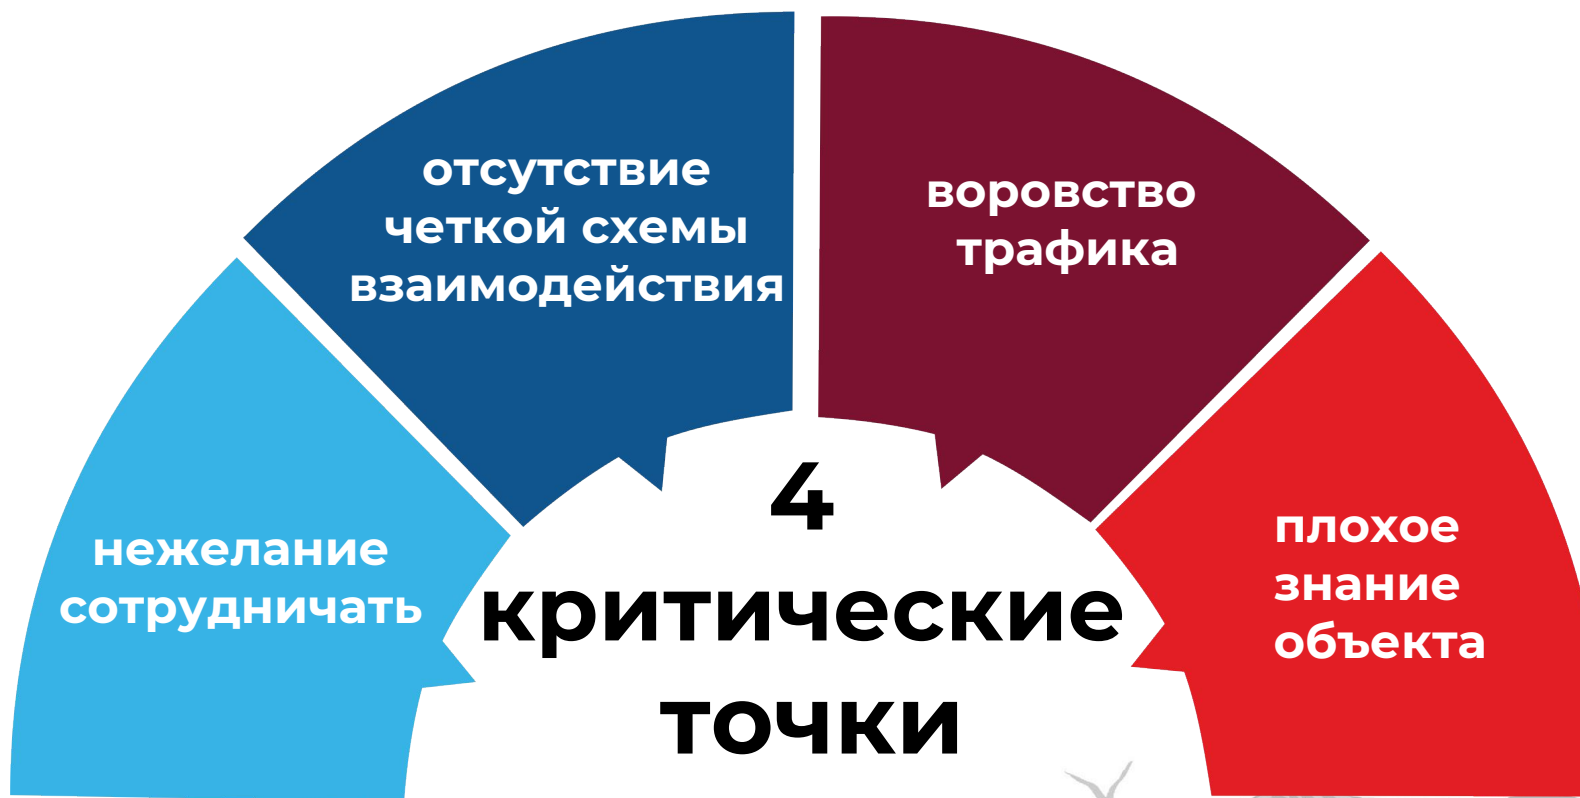 отсутствие
четкой схемы
взаимодействия
воровство
трафика
нежелание
сотрудничать
4
критические
точки
плохое
знание
объекта